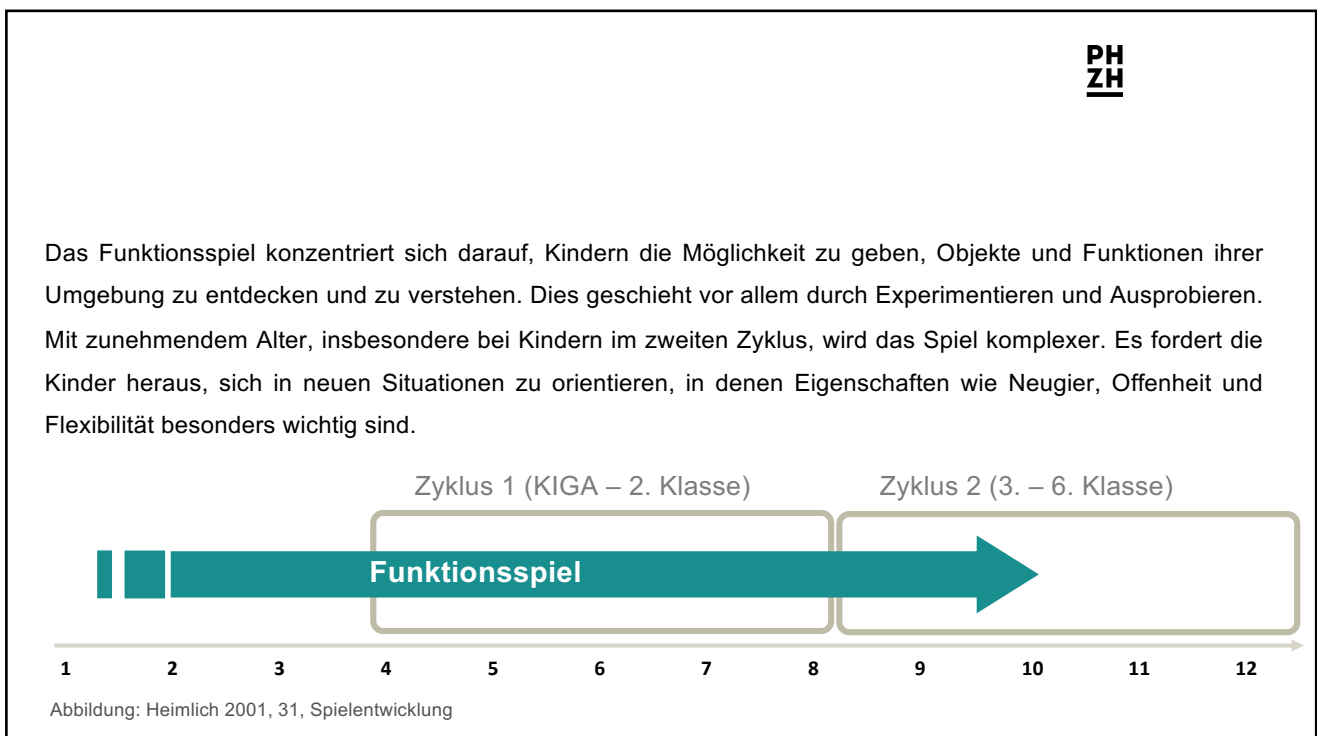 PH
ZH
Das Funktionsspiel konzentriert sich darauf, Kindern die Möglichkeit zu geben, Objekte und Funktionen ihrer
Umgebung zu entdecken und zu verstehen. Dies geschieht vor allem durch Experimentieren und Ausprobieren.
Mit zunehmendem Alter, insbesondere bei Kindern im zweiten Zyklus, wird das Spiel komplexer. Es fordert die
Kinder heraus, sich in neuen Situationen zu orientieren, in denen Eigenschaften wie Neugier, Offenheit und
Flexibilität besonders wichtig sind.
Zyklus 1 (KIGA – 2. Klasse) Zyklus 2 (3. – 6. Klasse)
Funktionsspiel
1 2 3 4 5 6 7 8 9 10 11 12
Abbildung: Heimlich 2001, 31, Spielentwicklung